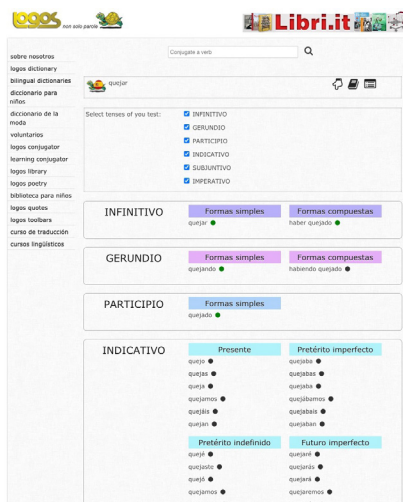 logos non solo parole
Libri.it
sobre nosotros
logos dictionary
bilingual dictionaries
diccionario para
niños
diccionario de la
moda
voluntarios
logos conjugator
learning conjugator
logos library
logos poetry
biblioteca para niños
logos quotes
logos toolbars
curso de traducción
cursos lingüísticos
Conjugate a verb
quejar
Select tenses of you test:
INFINITIVO
GERUNDIO
PARTICIPIO
INDICATIVO
SUBJUNTIVO
IMPERATIVO
INFINITIVO
Formas simples
quejar
Formas compuestas
haber quejado
GERUNDIO
Formas simples
quejando
Formas compuestas
habiendo quejado
PARTICIPIO
Formas simples
quejado
INDICATIVO
Presente
quejo
quejas
queja
quejamos
quejáis
quejan
Pretérito imperfecto
quejaba
quejabas
quejaba
quejábamos
quejabais
quejaban
Pretérito indefinido
quejé
quejaste
quejó
quejamos
Futuro imperfecto
quejaré
quejarás
quejará
quejaremos